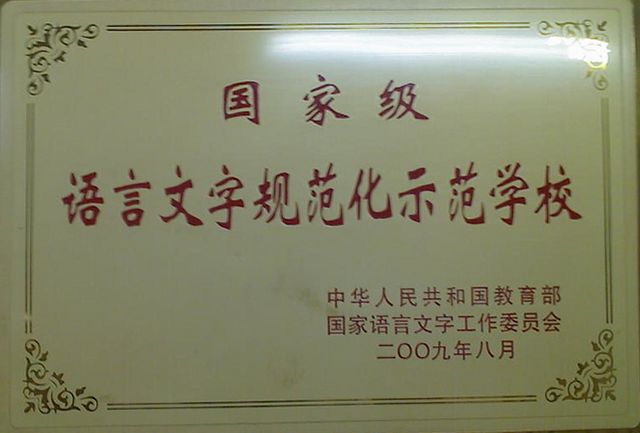 国家级
语言文字规范化示范学校
中华人民共和国教育部
国家语言文字工作委员会
二〇〇九年八月